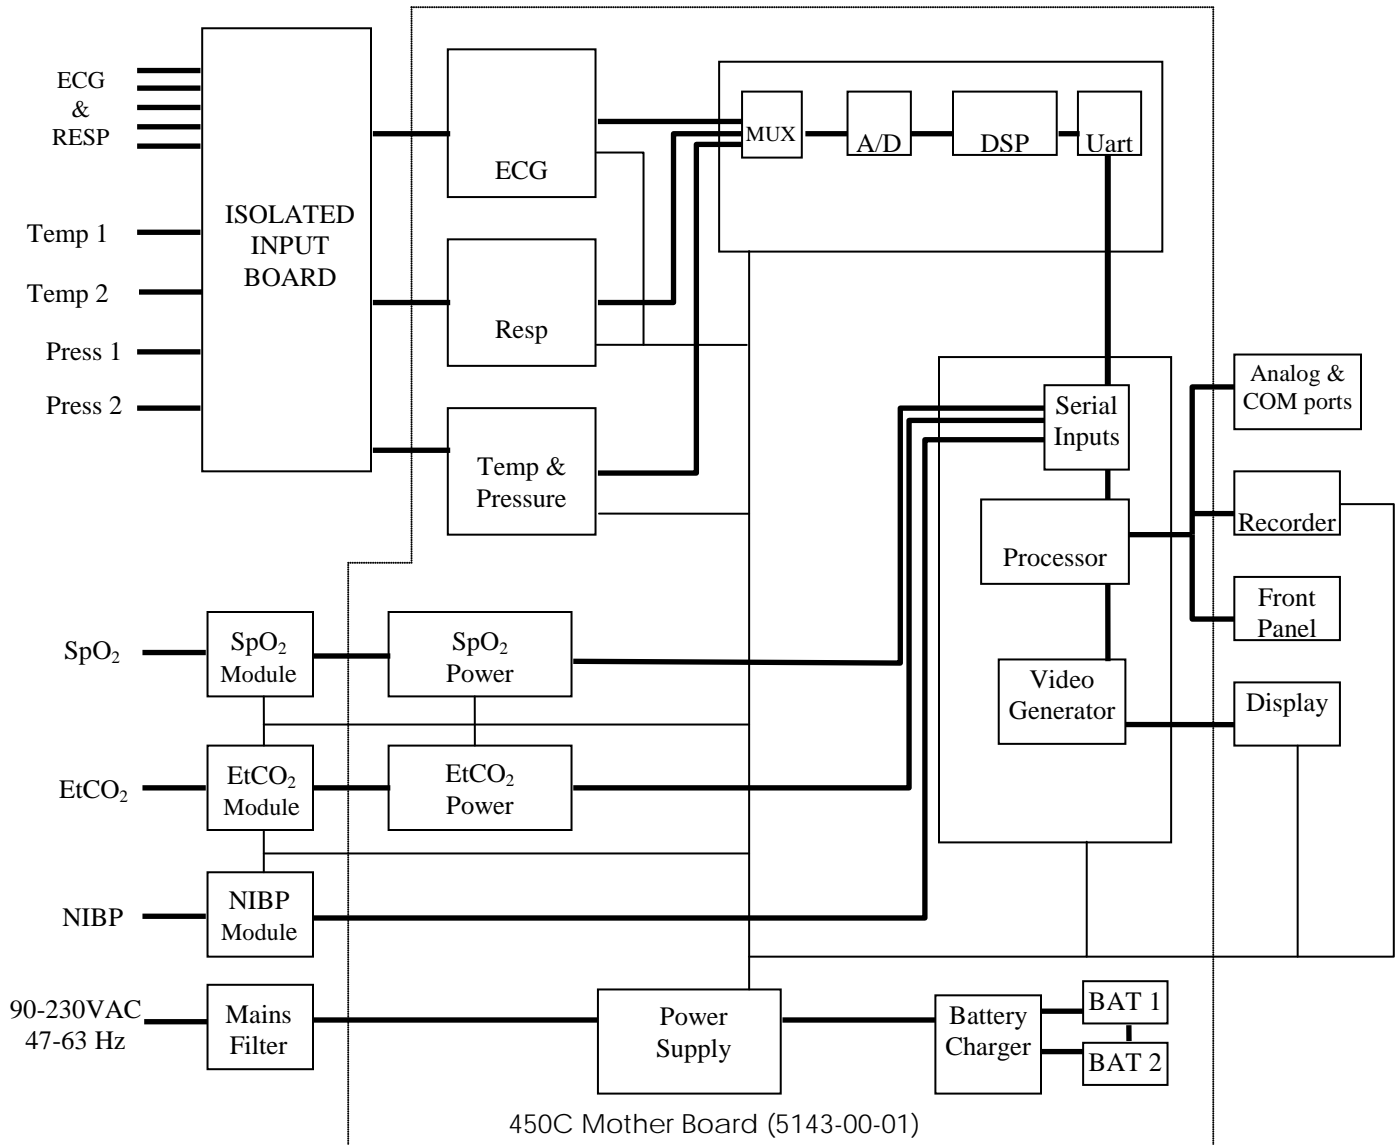 ECG
&
RESP
Temp 1
Temp 2
Press 1
Press 2
ISOLATED
INPUT
BOARD
ECG
Resp
Temp &
Pressure
MUX
A/D
DSP
Uart
Serial
Inputs
Processor
Video
Generator
Analog &
COM ports
Recorder
Front
Panel
Display
SpO₂
SpO₂
Module
SpO₂
Power
EtCO₂
EtCO₂
Module
EtCO₂
Power
NIBP
NIBP
Module
90-230VAC
47-63 Hz
Mains
Filter
Power
Supply
Battery
Charger
BAT 1
BAT 2
450C Mother Board (5143-00-01)